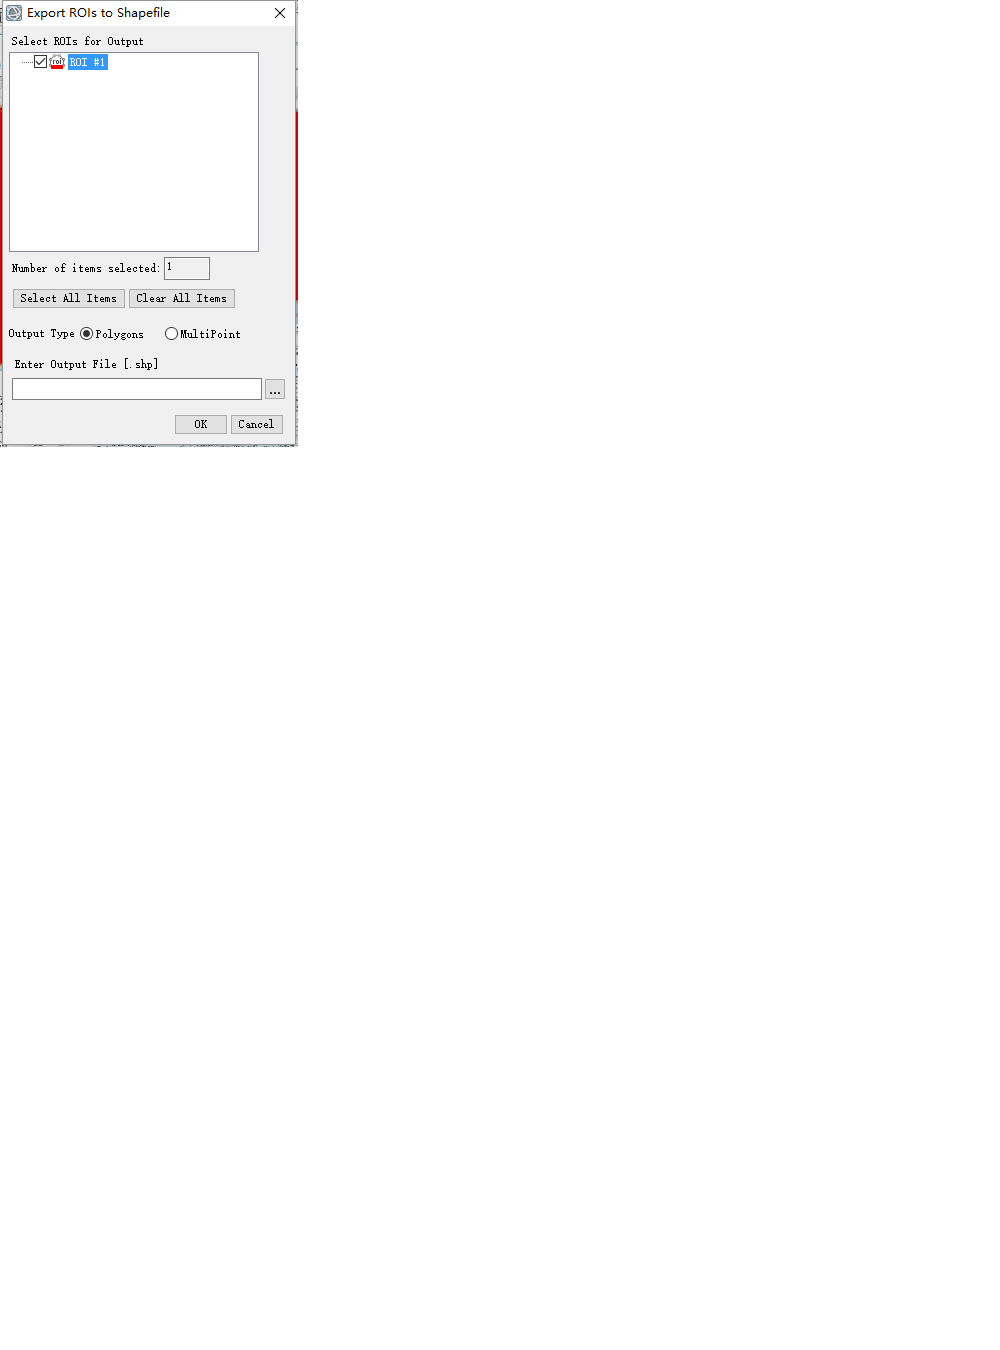 Export ROIs to Shapefile
Select ROIs for Output
roi ROI #1
Number of items selected: 1
Select All Items Clear All Items
Output Type Polygons MultiPoint
Enter Output File [.shp]
...
OK Cancel